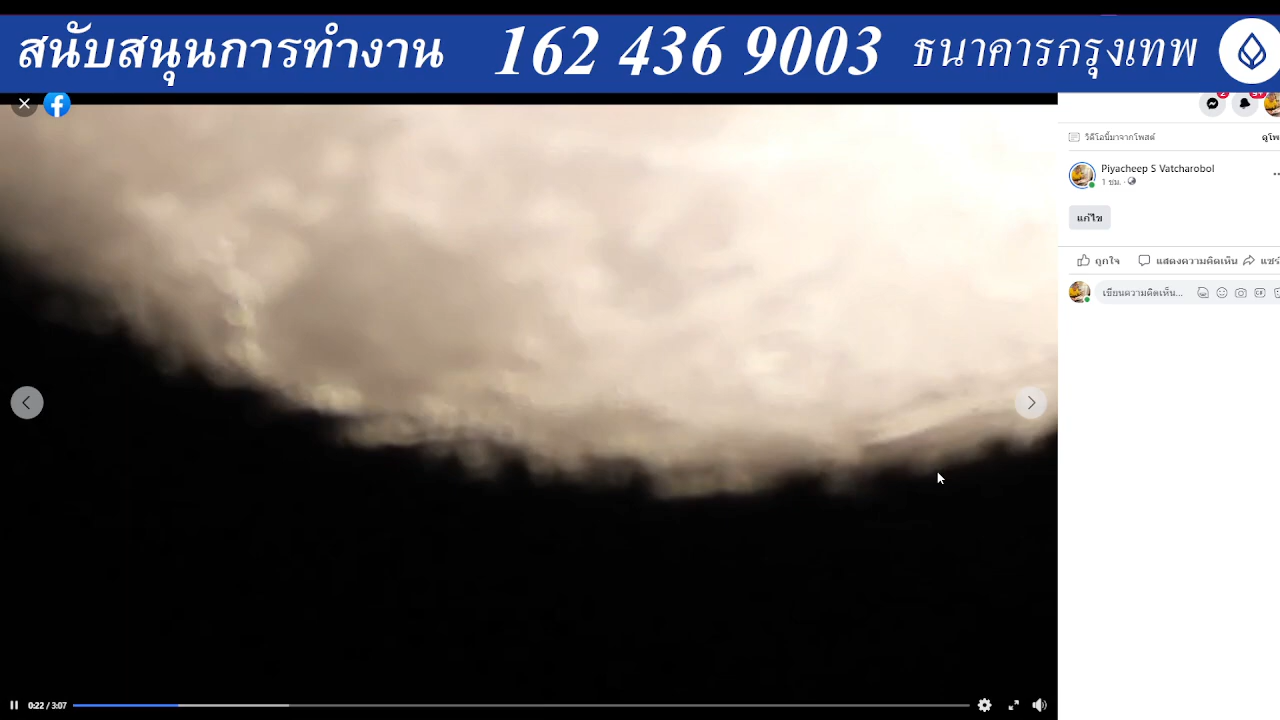 สนับสนุนการทำงาน 162 436 9003 ธนาคารกรุงเทพ
วิดีโอนี้มาจากโพสต์ ดูโพ
Piyacheep S Vatcharobol
1 ชม. ·
แก้ไข
ถูกใจ แสดงความคิดเห็น แชร์
เขียนความคิดเห็น...
0:22 / 3:07